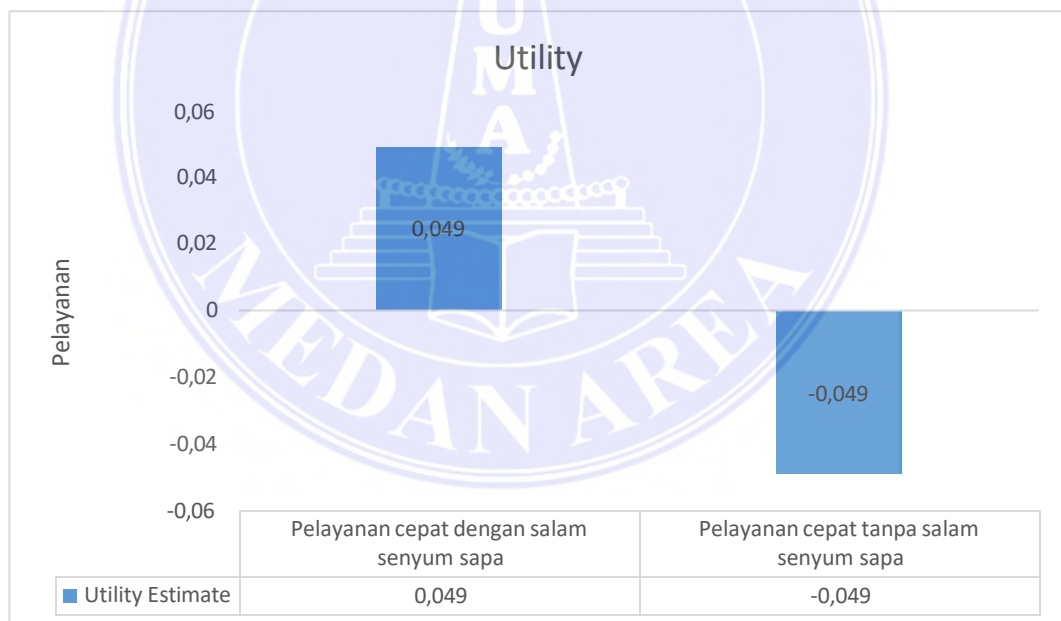 UMA
Utility
0,06
0,04
0,02
0
-0,02
-0,04
-0,06
Pelayanan
0,049
-0,049
MEDAN AREA
Pelayanan cepat dengan salam
senyum sapa
Pelayanan cepat tanpa salam
senyum sapa
Utility Estimate
0,049
-0,049